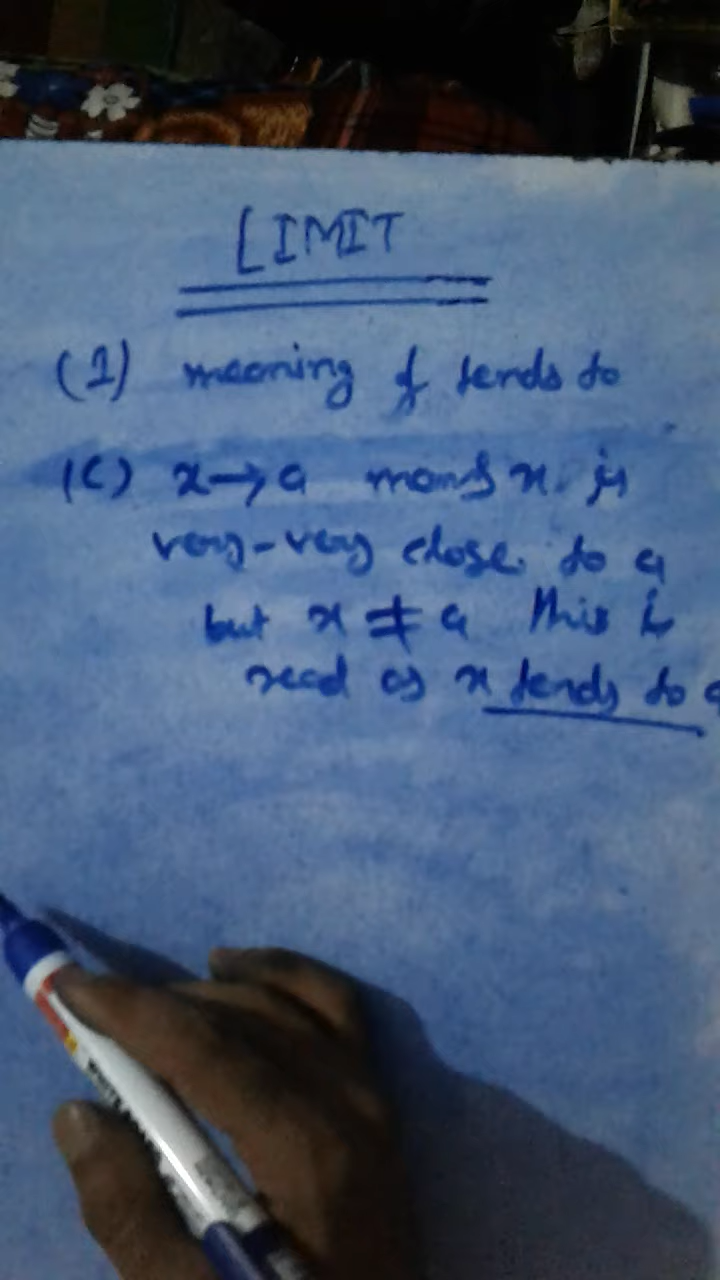 LIMIT
(1) meaning of tends to
(C) x→a means x is
very-very close to a
but x ≠ a this is
read as x tends to a